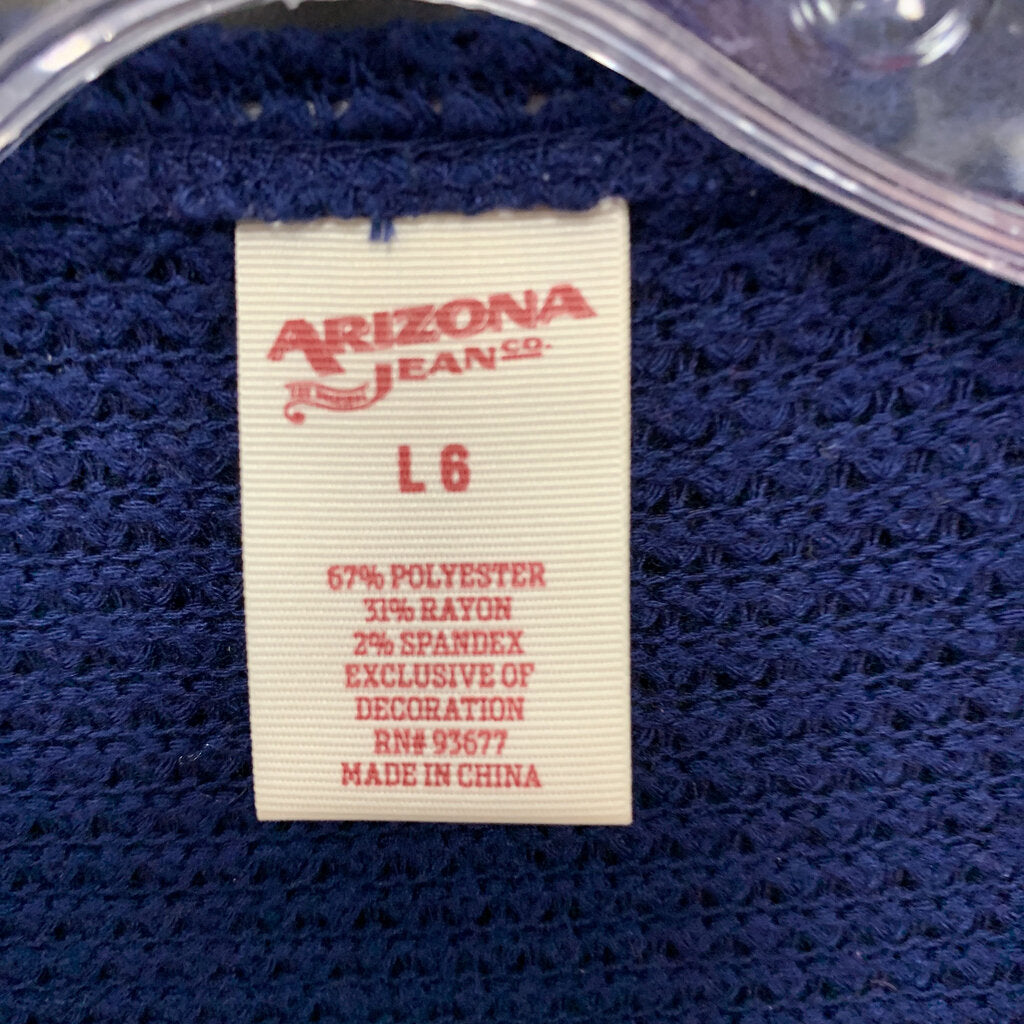 ARIZONA
JEAN CO.
L 6
67% POLYESTER
31% RAYON
2% SPANDEX
EXCLUSIVE OF
DECORATION
RN# 93677
MADE IN CHINA